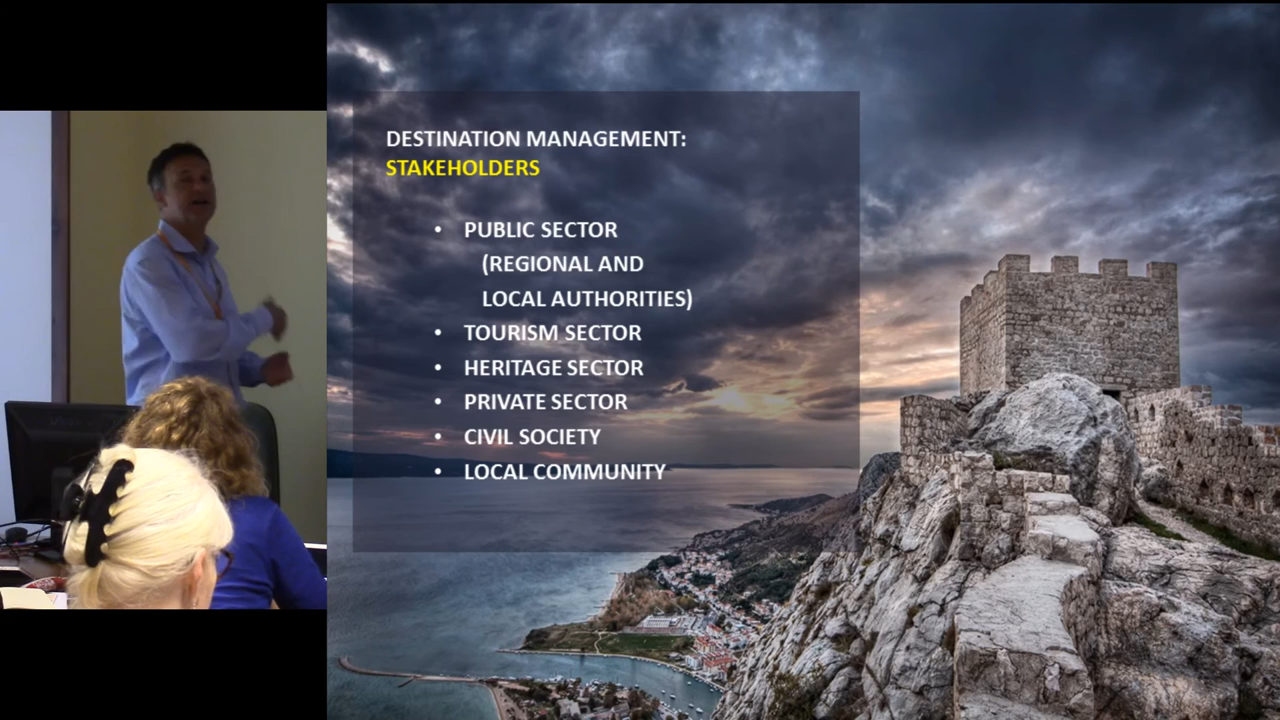 DESTINATION MANAGEMENT:
STAKEHOLDERS
• PUBLIC SECTOR
(REGIONAL AND
LOCAL AUTHORITIES)
• TOURISM SECTOR
• HERITAGE SECTOR
• PRIVATE SECTOR
• CIVIL SOCIETY
• LOCAL COMMUNITY